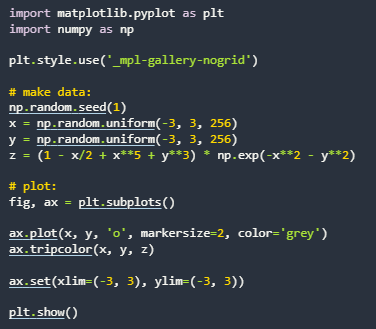 import matplotlib.pyplot as plt
import numpy as np
plt.style.use('_mpl-gallery-nogrid')
# make data:
np.random.seed(1)
x = np.random.uniform(-3, 3, 256)
y = np.random.uniform(-3, 3, 256)
z = (1 - x/2 + x**5 + y**3) * np.exp(-x**2 - y**2)
# plot:
fig, ax = plt.subplots()
ax.plot(x, y, 'o', markersize=2, color='grey')
ax.tripcolor(x, y, z)
ax.set(xlim=(-3, 3), ylim=(-3, 3))
plt.show()